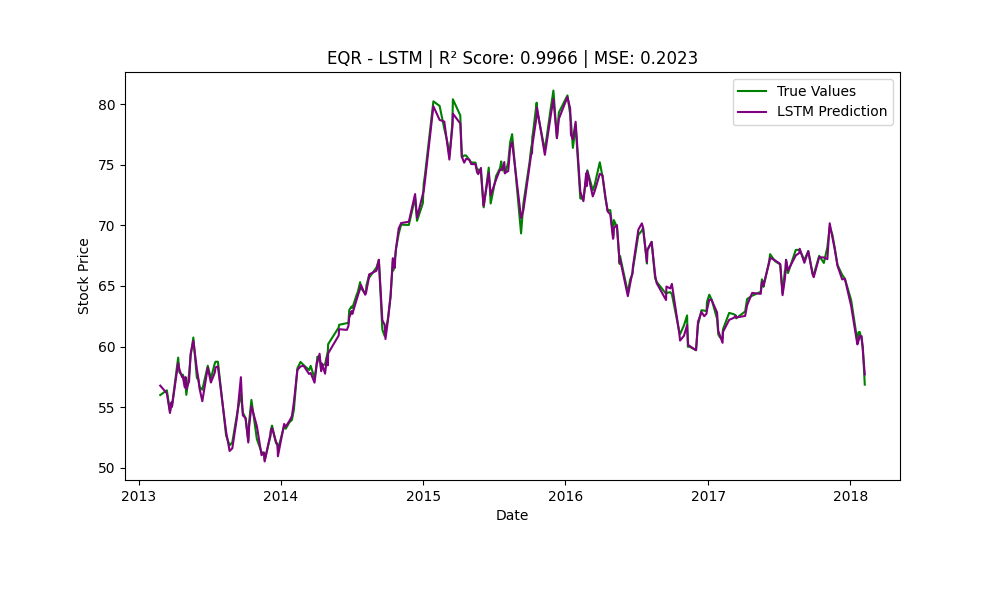 EQR - LSTM | R² Score: 0.9966 | MSE: 0.2023
True Values
LSTM Prediction
Stock Price
80
75
70
65
60
55
50
2013 2014 2015 2016 2017 2018
Date